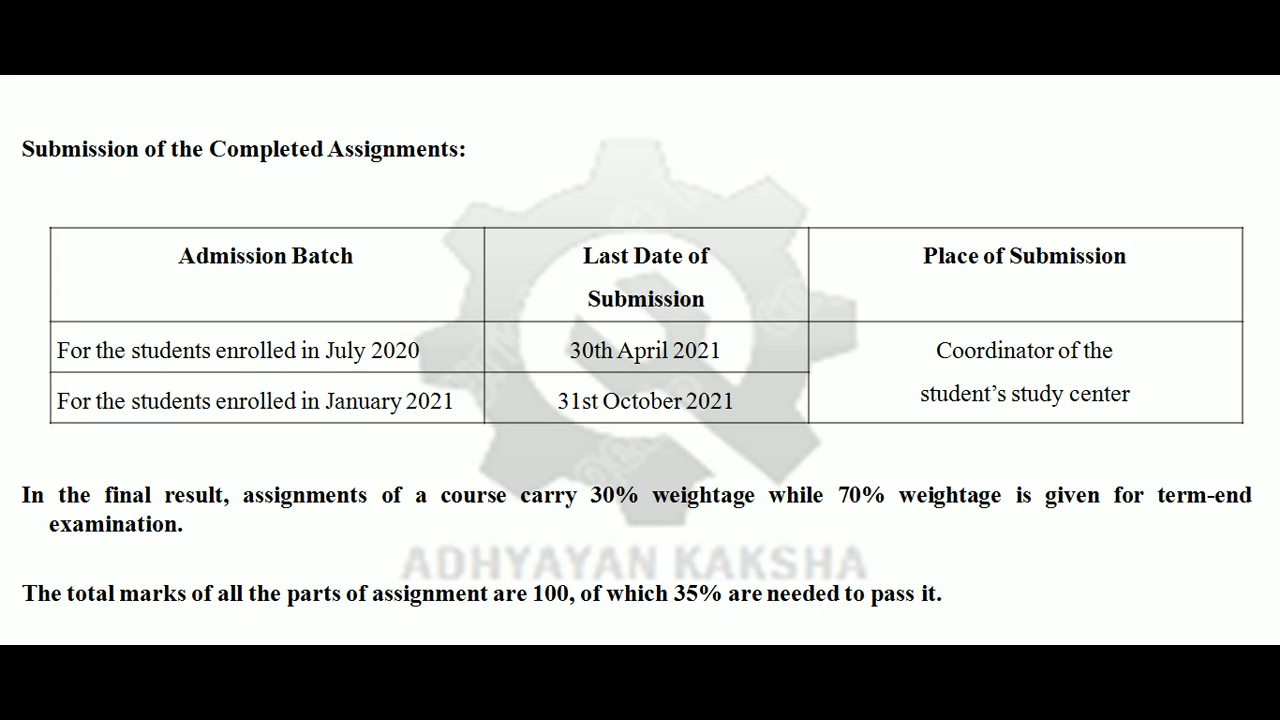 Submission of the Completed Assignments:
Admission Batch
Last Date of
Submission
Place of Submission
For the students enrolled in July 2020
30th April 2021
Coordinator of the
student’s study center
For the students enrolled in January 2021
31st October 2021
In the final result, assignments of a course carry 30% weightage while 70% weightage is given for term-end
examination.
ADHYAYAN KAKSHA
The total marks of all the parts of assignment are 100, of which 35% are needed to pass it.